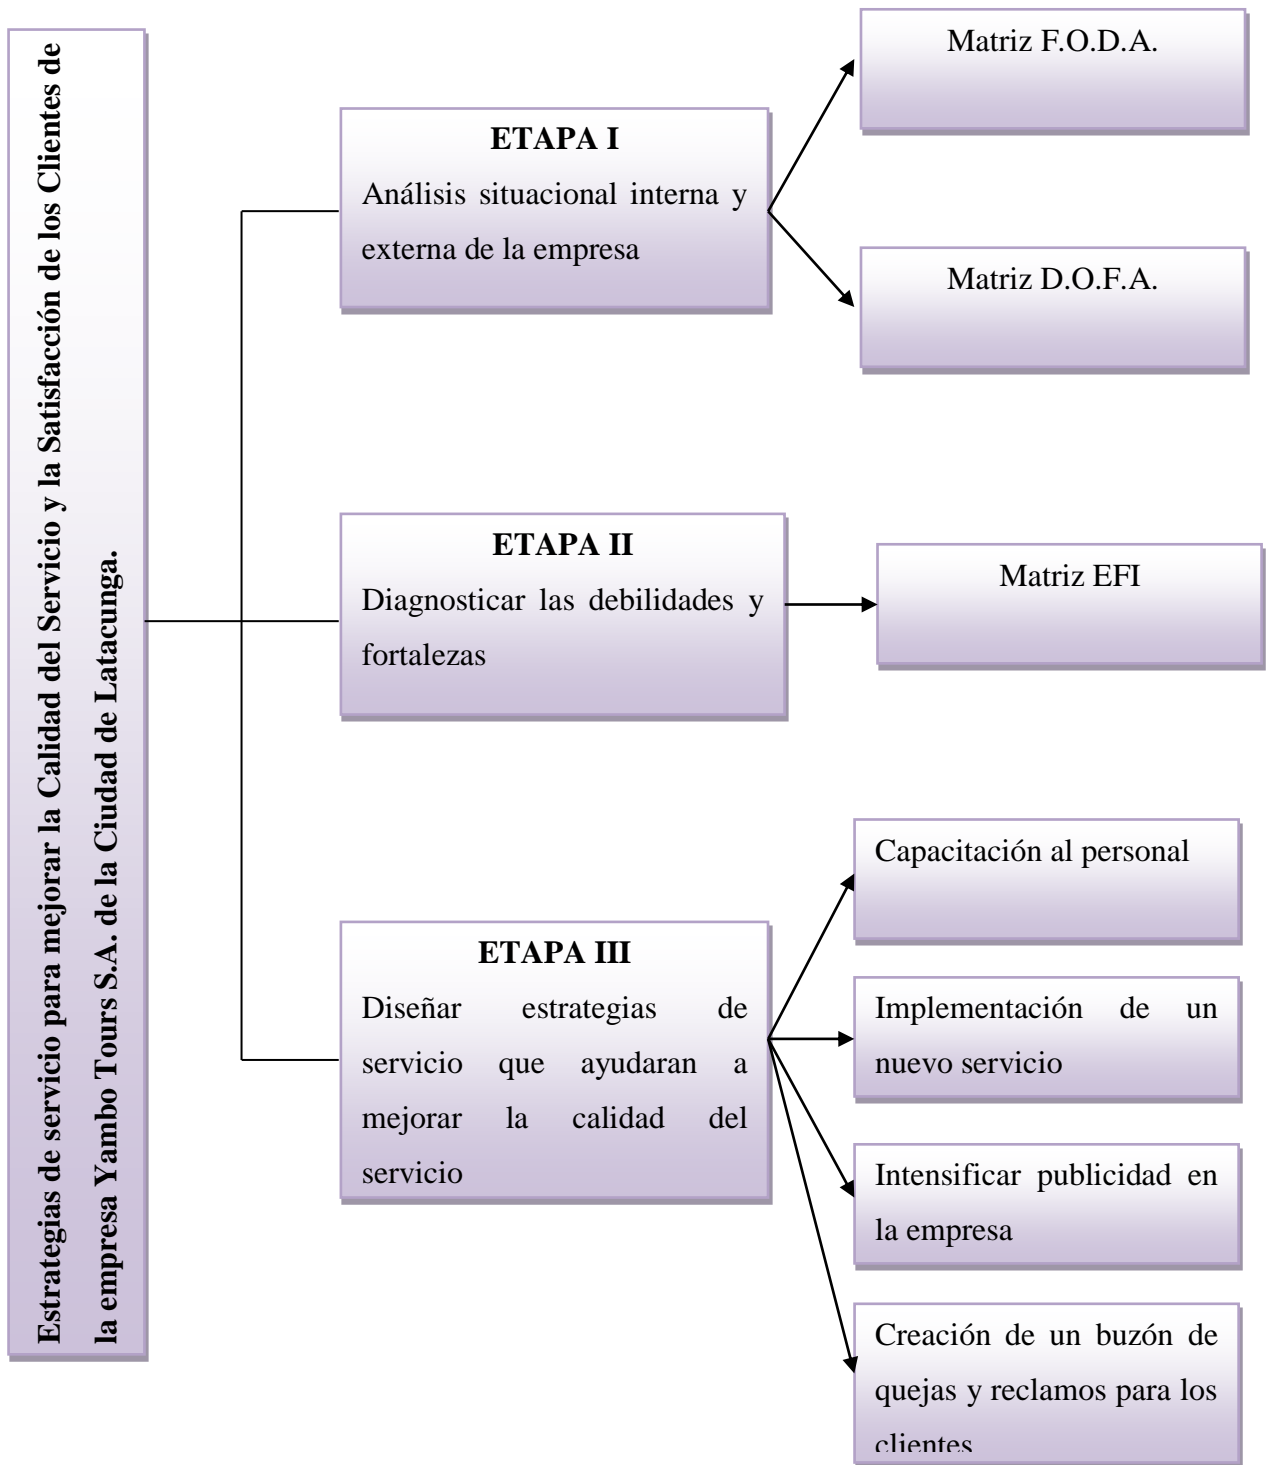 Estrategias de servicio para mejorar la Calidad del Servicio y la Satisfacción de los Clientes de
la empresa Yambo Tours S.A. de la Ciudad de Latacunga.
ETAPA I
Análisis situacional interna y
externa de la empresa
Matriz F.O.D.A.
Matriz D.O.F.A.
ETAPA II
Diagnosticar las debilidades y
fortalezas
Matriz EFI
ETAPA III
Diseñar estrategias de
servicio que ayudaran a
mejorar la calidad del
servicio
Capacitación al personal
Implementación de un
nuevo servicio
Intensificar publicidad en
la empresa
Creación de un buzón de
quejas y reclamos para los
clientes